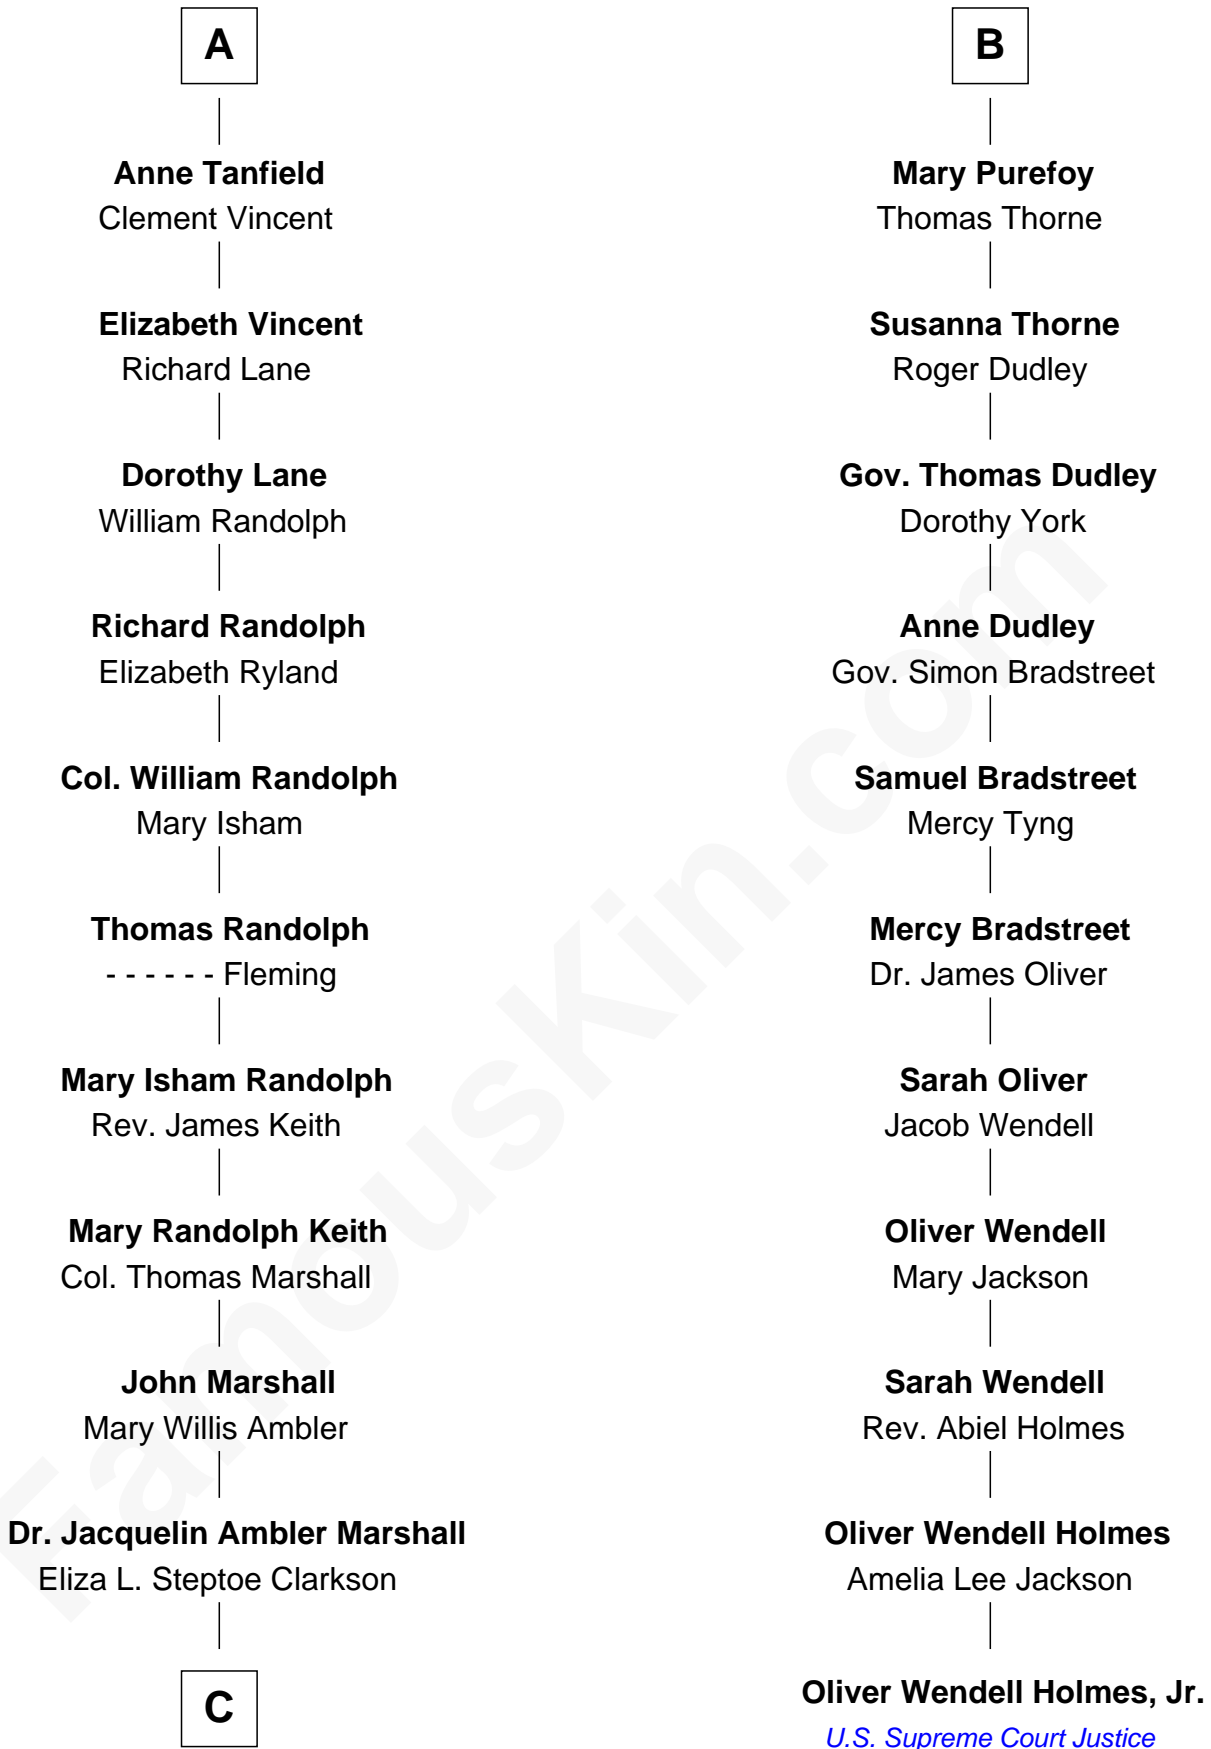 A
Anne Tanfield
Clement Vincent
Elizabeth Vincent
Richard Lane
Dorothy Lane
William Randolph
Richard Randolph
Elizabeth Ryland
Col. William Randolph
Mary Isham
Thomas Randolph
- - - - - - Fleming
Mary Isham Randolph
Rev. James Keith
Mary Randolph Keith
Col. Thomas Marshall
John Marshall
Mary Willis Ambler
Dr. Jacquelin Ambler Marshall
Eliza L. Steptoe Clarkson
C
B
Mary Purefoy
Thomas Thorne
Susanna Thorne
Roger Dudley
Gov. Thomas Dudley
Dorothy York
Anne Dudley
Gov. Simon Bradstreet
Samuel Bradstreet
Mercy Tyng
Mercy Bradstreet
Dr. James Oliver
Sarah Oliver
Jacob Wendell
Oliver Wendell
Mary Jackson
Sarah Wendell
Rev. Abiel Holmes
Oliver Wendell Holmes
Amelia Lee Jackson
Oliver Wendell Holmes, Jr.
U.S. Supreme Court Justice
FamousKin.com